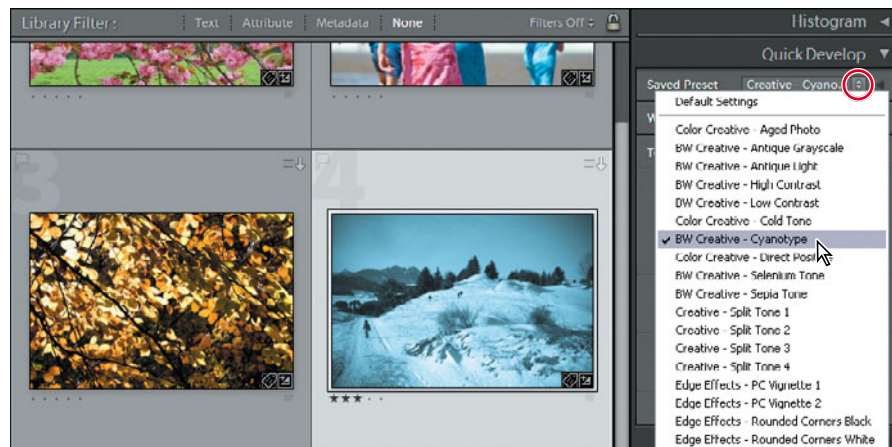 Library Filter :
Text
Attribute
Metadata
None
Filters Off
Histogram
Quick Develop
3
4
Saved Preset
Creative - Cyano...
Default Settings
Color Creative - Aged Photo
BW Creative - Antique Grayscale
BW Creative - Antique Light
BW Creative - High Contrast
BW Creative - Low Contrast
Color Creative - Cold Tone
BW Creative - Cyanotype
Color Creative - Direct
BW Creative - Selenium Tone
BW Creative - Sepia Tone
Creative - Split Tone 1
Creative - Split Tone 2
Creative - Split Tone 3
Creative - Split Tone 4
Edge Effects - PC Vignette 1
Edge Effects - PC Vignette 2
Edge Effects - Rounded Corners Black
Edge Effects - Rounded Corners White